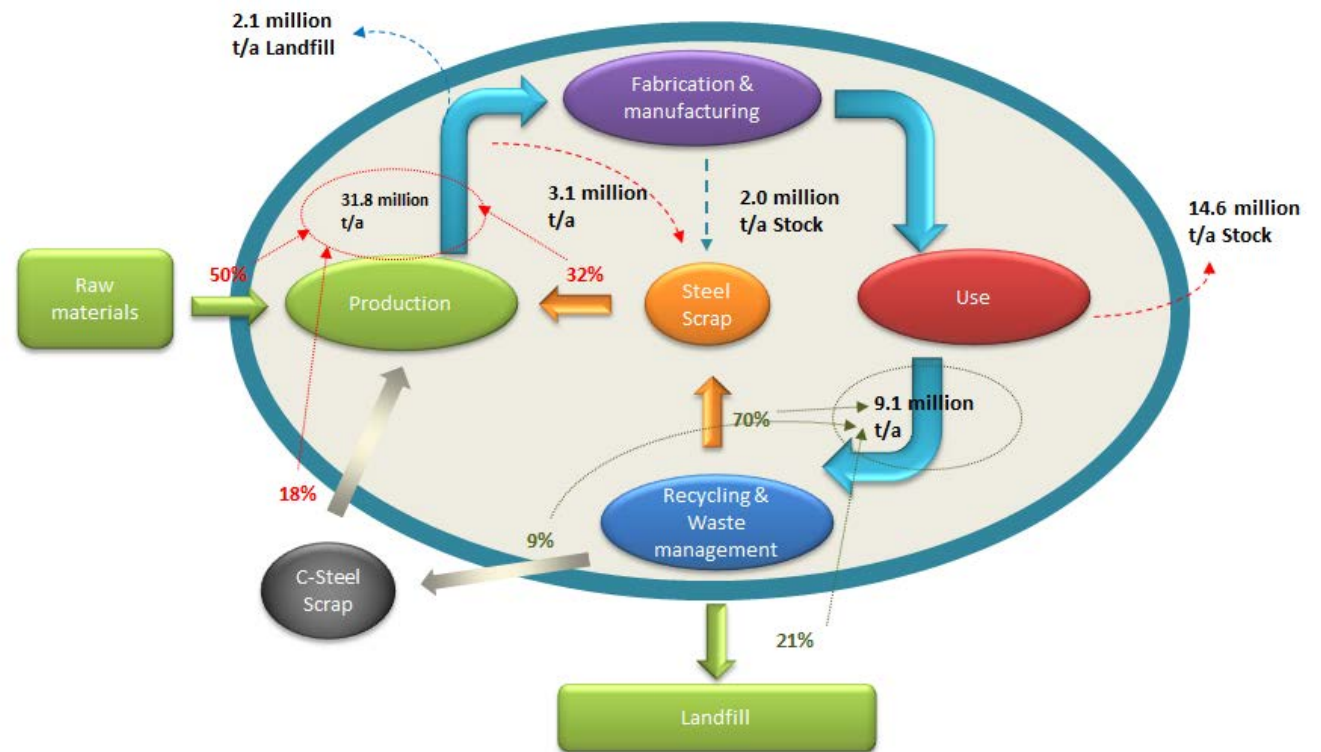 2.1 million
t/a Landfill
Fabrication &
manufacturing
31.8 million
t/a
3.1 million
t/a
2.0 million
t/a Stock
14.6 million
t/a Stock
Raw
materials
50%
Production
32%
Steel
Scrap
Use
9.1 million
t/a
70%
18%
Recycling &
Waste
management
9%
C-Steel
Scrap
21%
Landfill